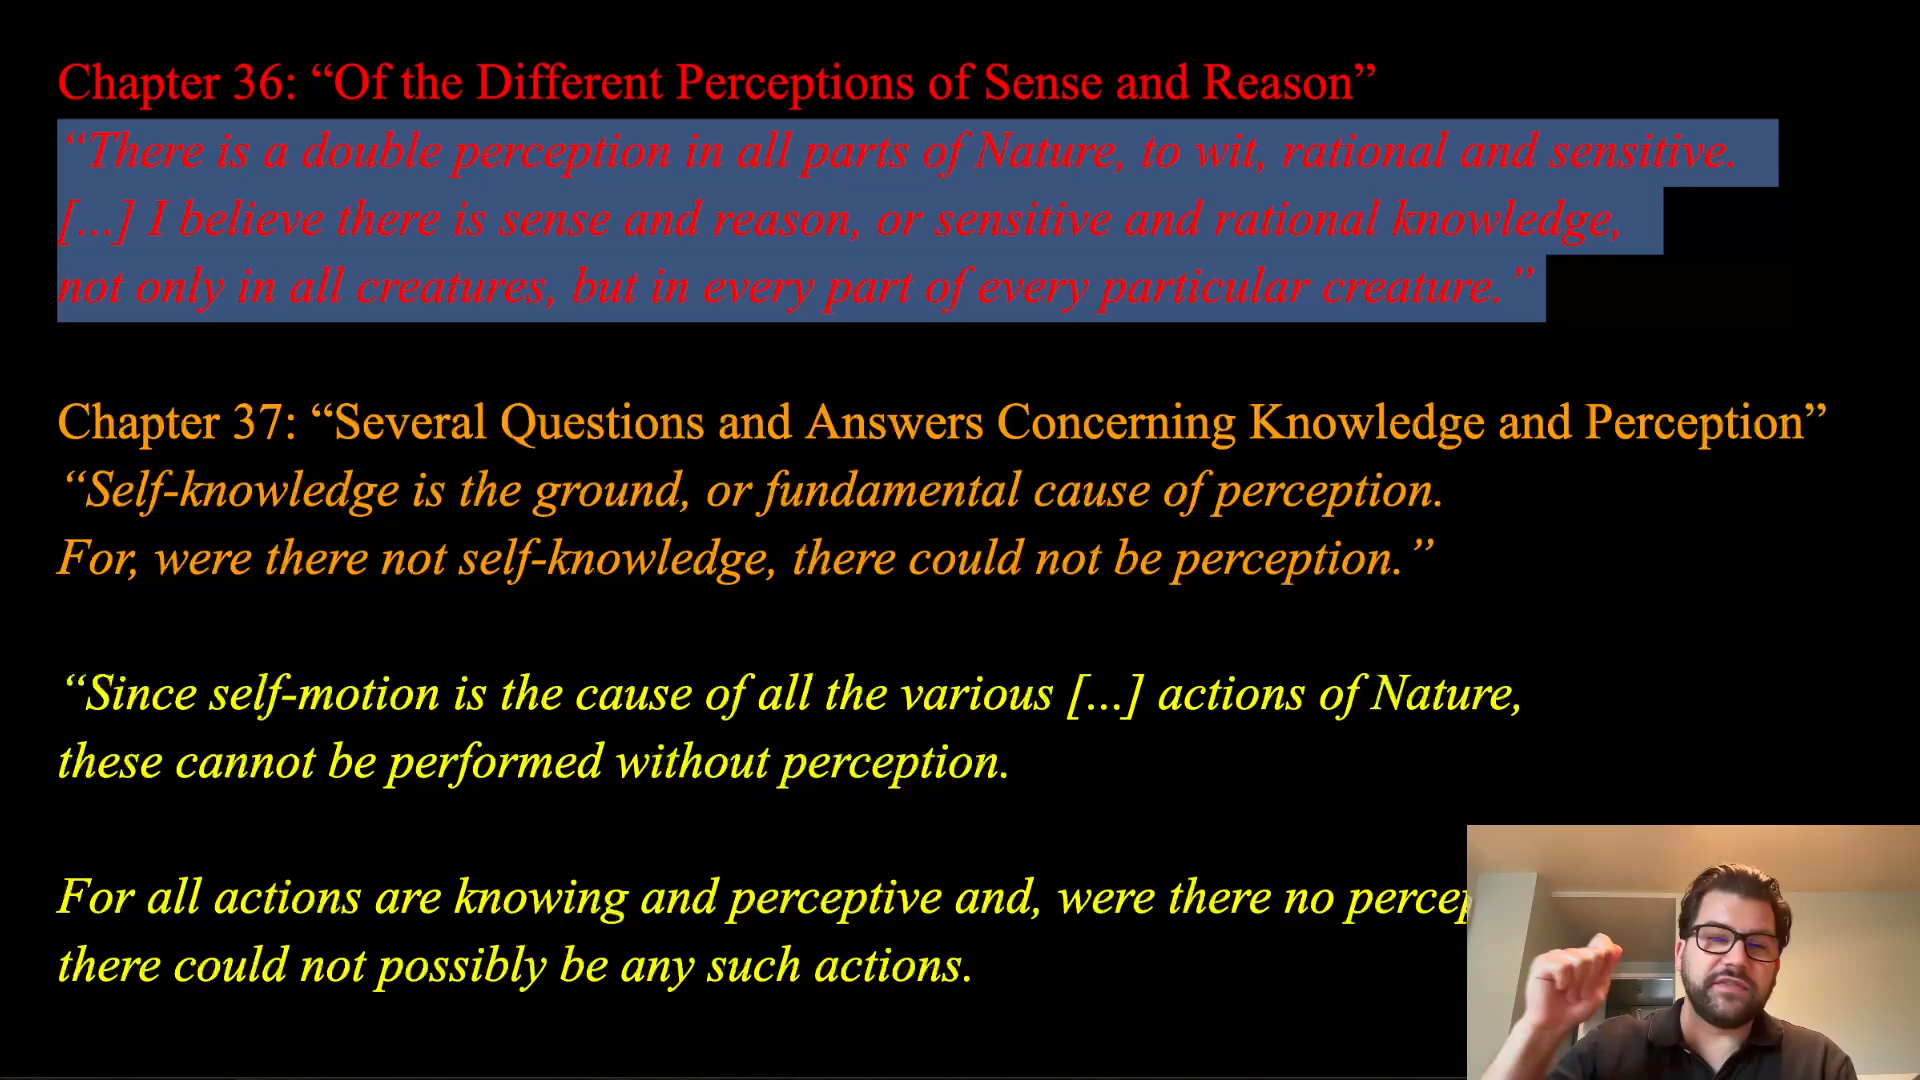 Chapter 36: “Of the Different Perceptions of Sense and Reason”
“There is a double perception in all parts of Nature, to wit, rational and sensitive.
[...] I believe there is sense and reason, or sensitive and rational knowledge,
not only in all creatures, but in every part of every particular creature.”
Chapter 37: “Several Questions and Answers Concerning Knowledge and Perception”
“Self-knowledge is the ground, or fundamental cause of perception.
For, were there not self-knowledge, there could not be perception.”
“Since self-motion is the cause of all the various [...] actions of Nature,
these cannot be performed without perception.
For all actions are knowing and perceptive and, were there no
there could not possibly be any such actions.